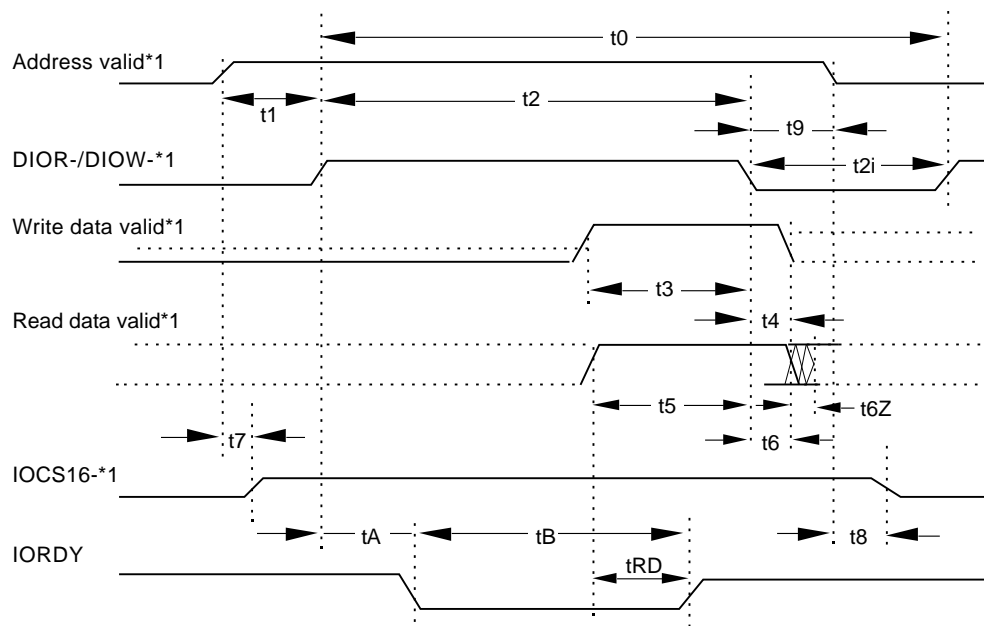 t0
Address valid*1
t1
t2
t9
DIOR-/DIOW-*1
t2i
Write data valid*1
t3
Read data valid*1
t4
t5
t6Z
t7
t6
IOCS16-*1
tA
tB
t8
IORDY
tRD